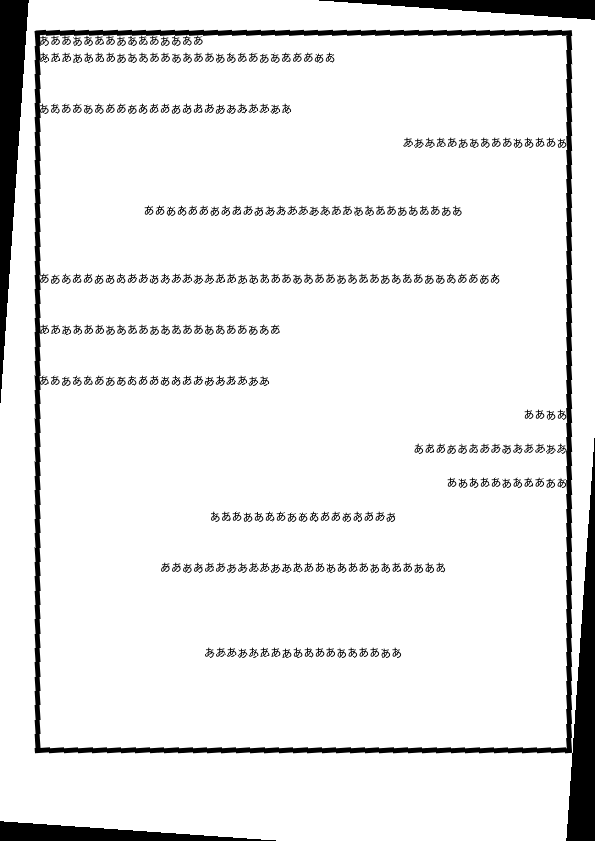 あああああああああああああああ
あああああああああああああああああああああああああああ
あああああああああああああああああああああああ
あああああああああああああああ
あああああああああああああああああああああああああああああ
ああああああああああああああああああああああああああああああああああああああああああ
ああああああああああああああああああああああ
あああああああああああああああああああああ
ああああ
ああああああああああああああ
あああああああああああ
あああああああああああああああああ
ああああああああああああああああああああああああああ
ああああああああああああああああああ